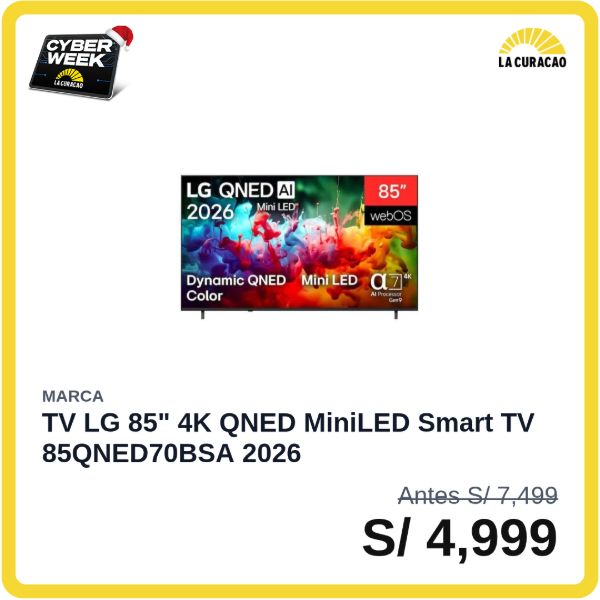 CYBER
WEEK
LA CURACAO
LA CURACAO
LG QNED AI
2026 Mini LED
85"
webOS
Dynamic QNED
Color
Mini LED
α7 4K
AI Processor
Gen9
MARCA
TV LG 85" 4K QNED MiniLED Smart TV
85QNED70BSA 2026
Antes S/ 7,499
S/ 4,999